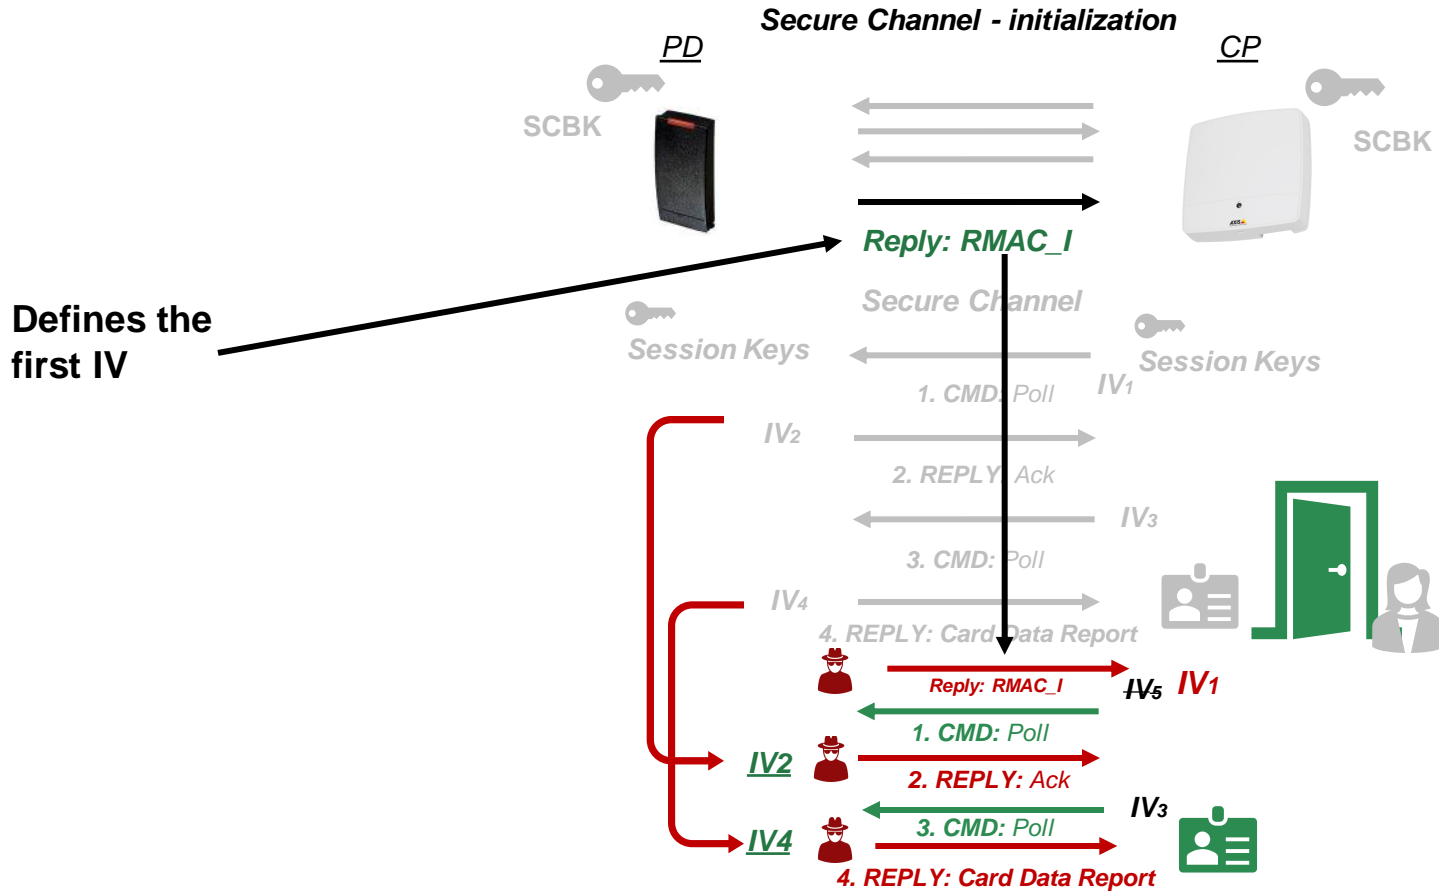 Secure Channel - initialization
PD
CP
SCBK
SCBK
AXIS
Reply: RMAC_I
Defines the
first IV
Secure Channel
Session Keys
Session Keys
1. CMD: Poll
IV1
IV2
2. REPLY: Ack
IV3
3. CMD: Poll
IV4
4. REPLY: Card Data Report
Reply: RMAC_I
IV5 IV1
1. CMD: Poll
IV2
2. REPLY: Ack
IV3
3. CMD: Poll
IV4
4. REPLY: Card Data Report